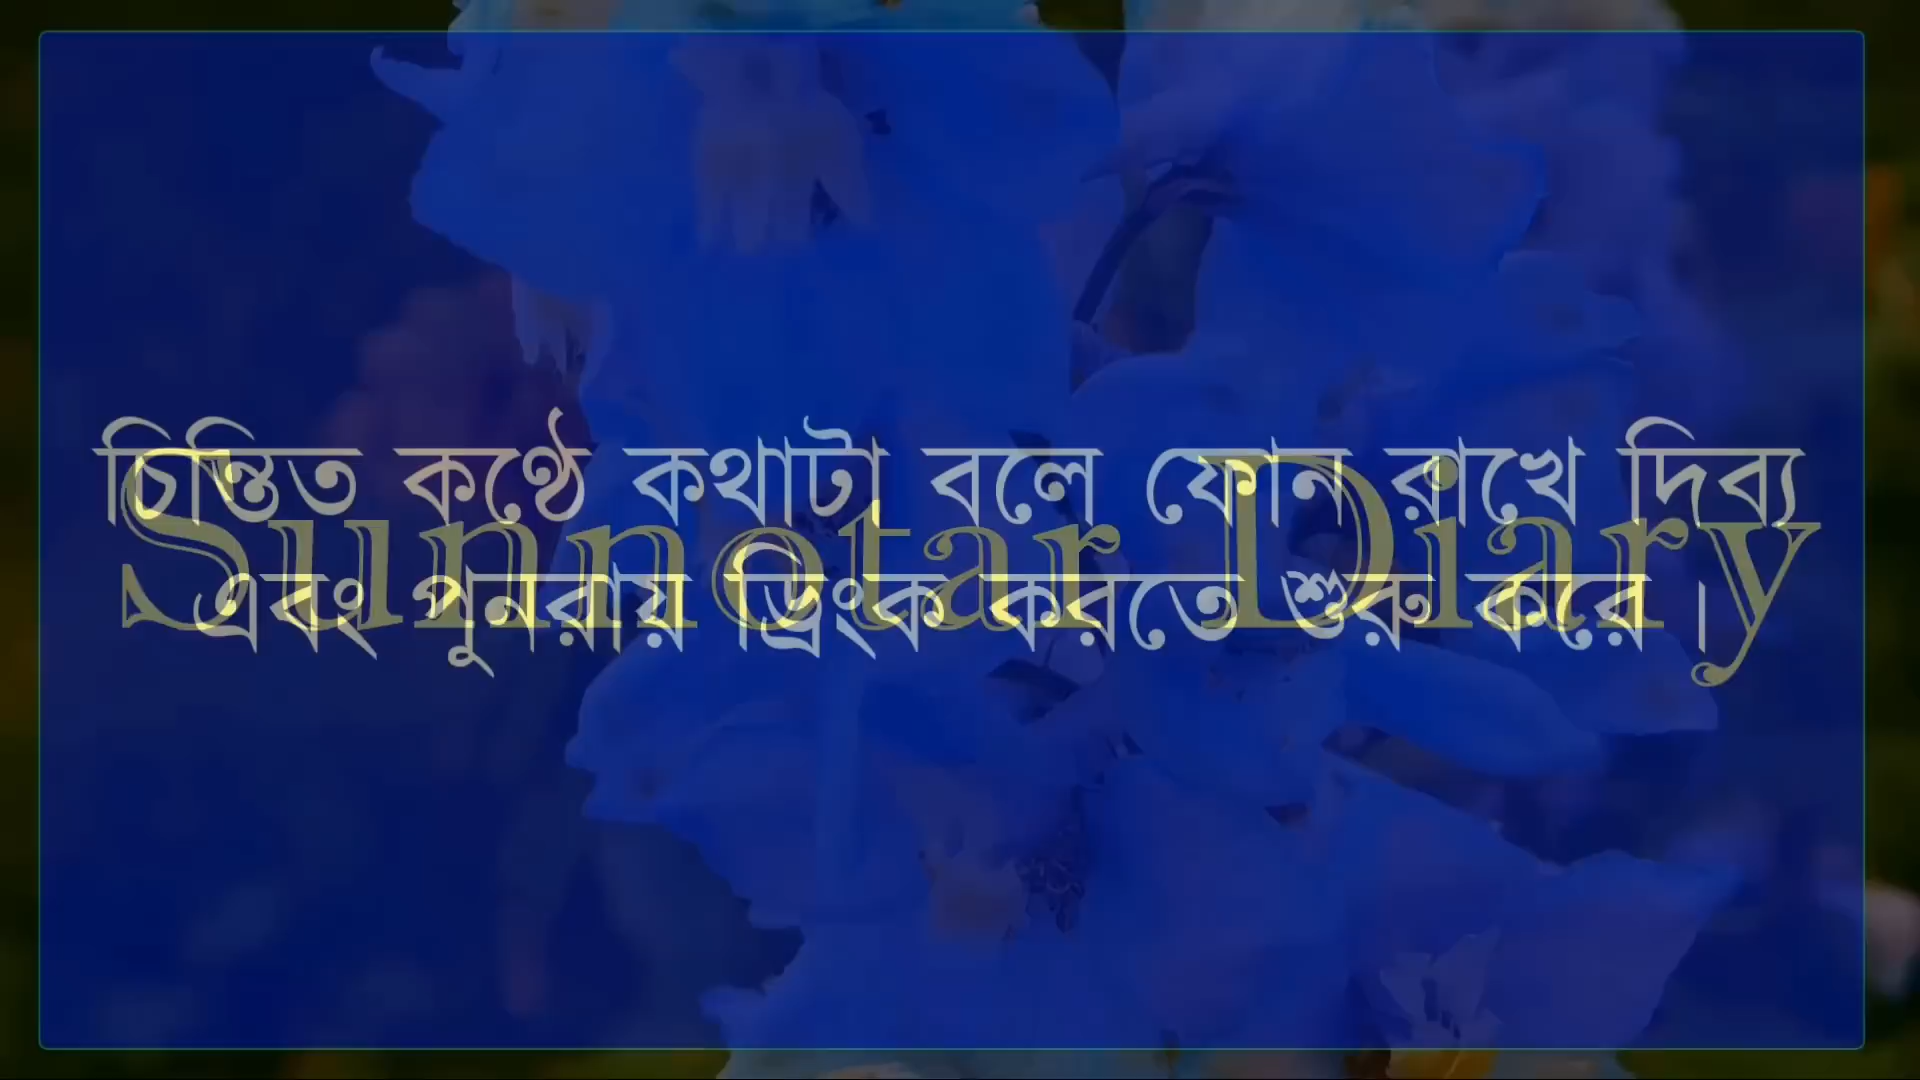 চিন্তিত কণ্ঠে কথাটা বলে ফোন রাখে দিব্য
Sunnotar Diary
এবং পুনরায় ড্রিংক করতে শুরু করে।